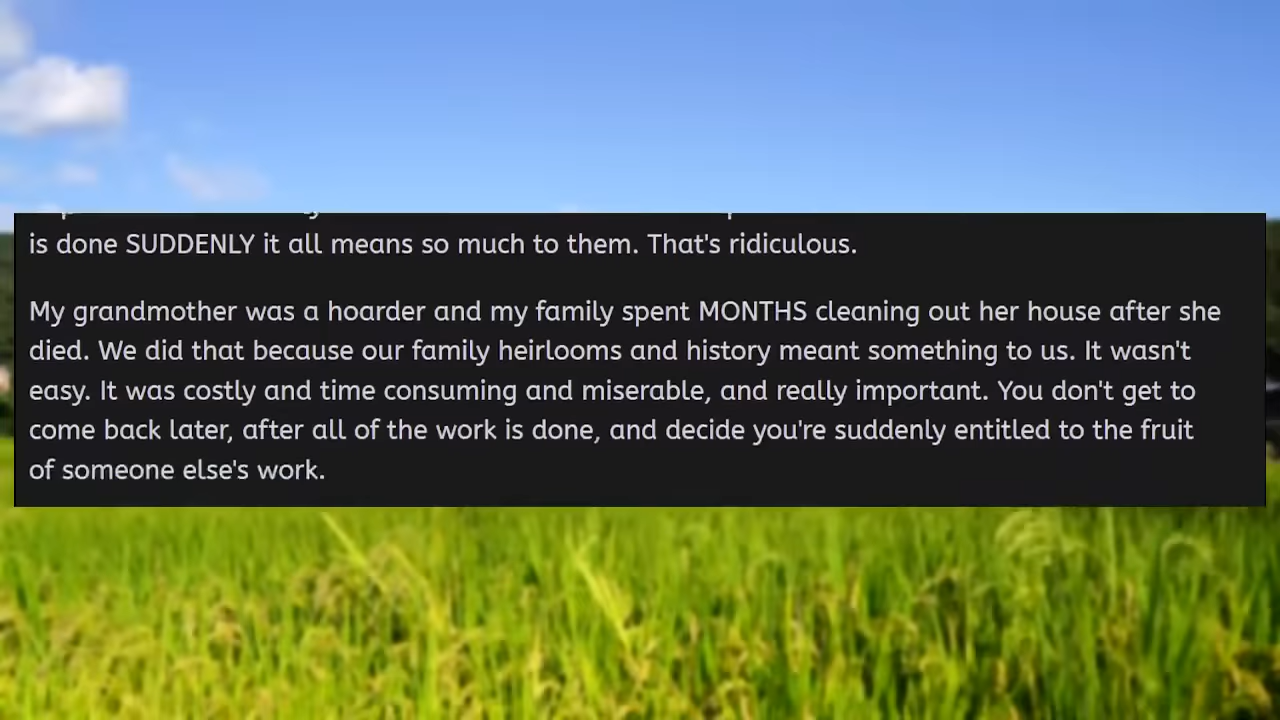 is done SUDDENLY it all means so much to them. That's ridiculous.
My grandmother was a hoarder and my family spent MONTHS cleaning out her house after she
died. We did that because our family heirlooms and history meant something to us. It wasn't
easy. It was costly and time consuming and miserable, and really important. You don't get to
come back later, after all of the work is done, and decide you're suddenly entitled to the fruit
of someone else's work.